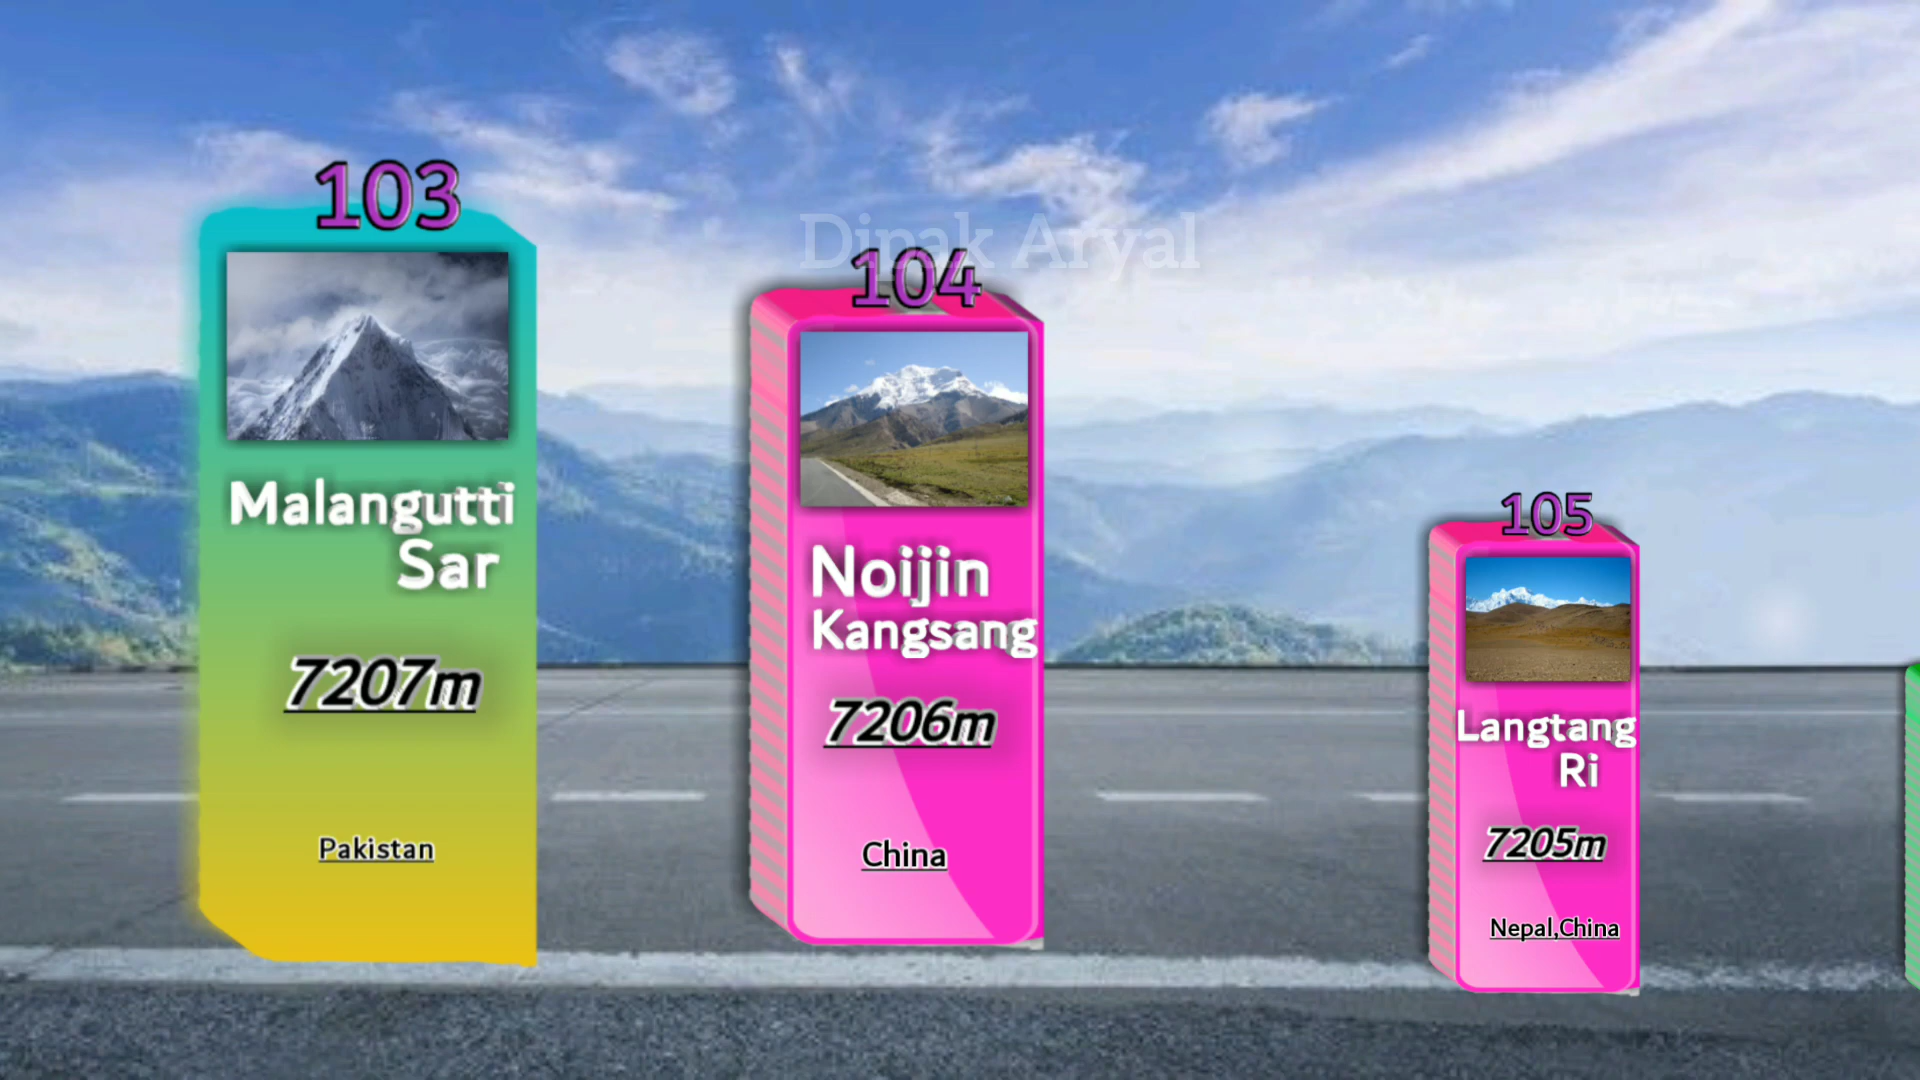 103
Malangutti
Sar
7207m
Pakistan
Dipak Aryal
104
Noijin
Kangsang
7206m
China
105
Langtang
Ri
7205m
Nepal,China